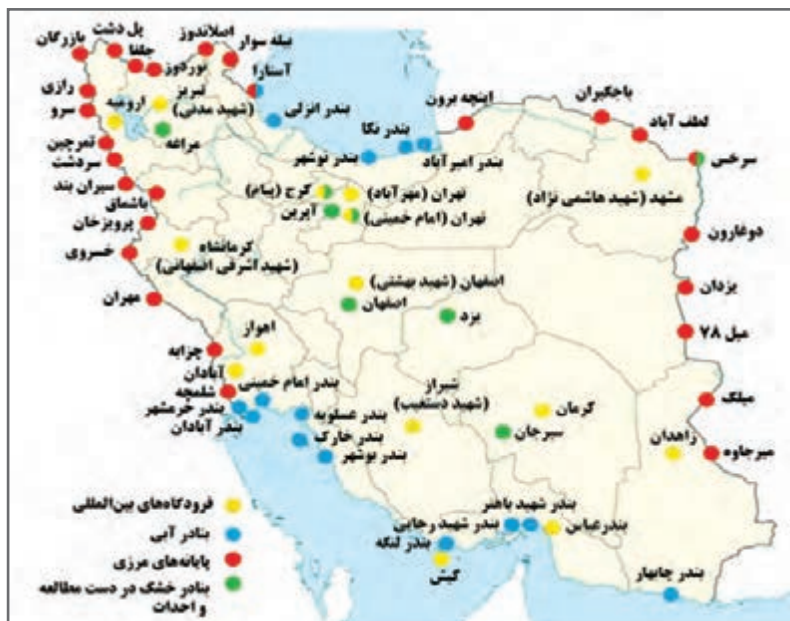 پل دشت
اصلاندوز
بیله سوار
بازرگان
جلفا
نوردوز
آستارا
تبریز
(شهید مدنی)
رازی
ارومیه
سرو
مراغه
بندر انزلی
اینچه برون
باجگیران
لطف آباد
سرخس
بندر نکا
بندر امیرآباد
بندر نوشهر
تمرچین
سردشت
سیران بند
باشماق
پرویزخان
خسروی
مهران
کرج (پیام)
تهران (مهرآباد)
آپرین
تهران (امام خمینی)
مشهد (شهید هاشمی نژاد)
دوغارون
کرمانشاه
(شهید اشرفی اصفهانی)
اصفهان (شهید بهشتی)
اصفهان
یزد
یزدان
میل ۷۸
اهواز
چزابه
آبادان
شلمچه
بندر امام خمینی
بندر خرمشهر
بندر آبادان
بندر عسلویه
بندر خارک
بندر بوشهر
شیراز
(شهید دستغیب)
کرمان
سیرجان
میلک
زاهدان
میرجاوه
بندر شهید باهنر
بندر شهید رجایی
بندرعباس
بندر لنگه
کیش
بندر چابهار
فرودگاه‌های بین‌المللی
بنادر آبی
پایانه‌های مرزی
بنادر خشک در دست مطالعه
و احداث